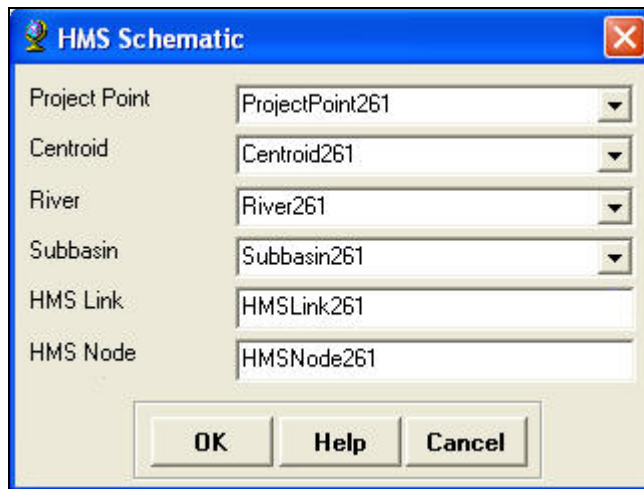 HMS Schematic
Project Point ProjectPoint261
Centroid Centroid261
River River261
Subbasin Subbasin261
HMS Link HMSLink261
HMS Node HMSNode261
OK Help Cancel